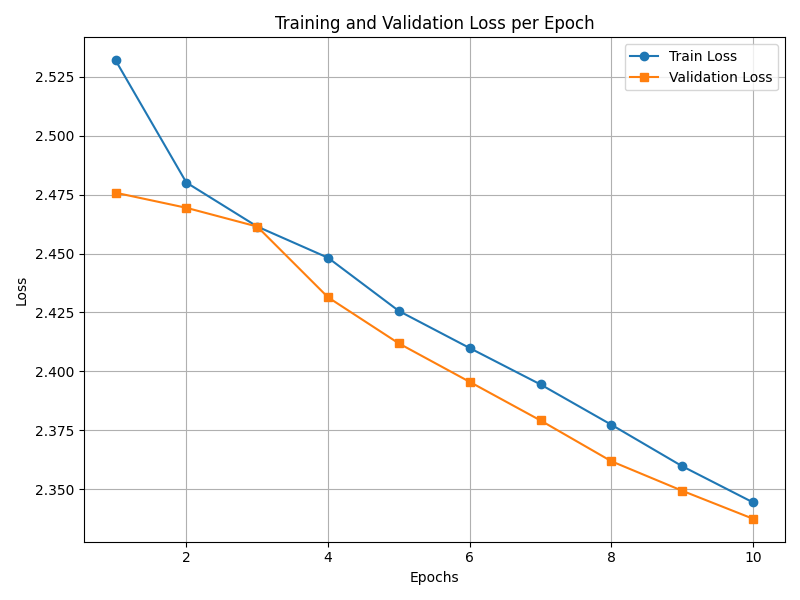 Training and Validation Loss per Epoch
Train Loss
Validation Loss
2.525
2.500
2.475
2.450
2.425
2.400
2.375
2.350
Loss
2
4
6
8
10
Epochs